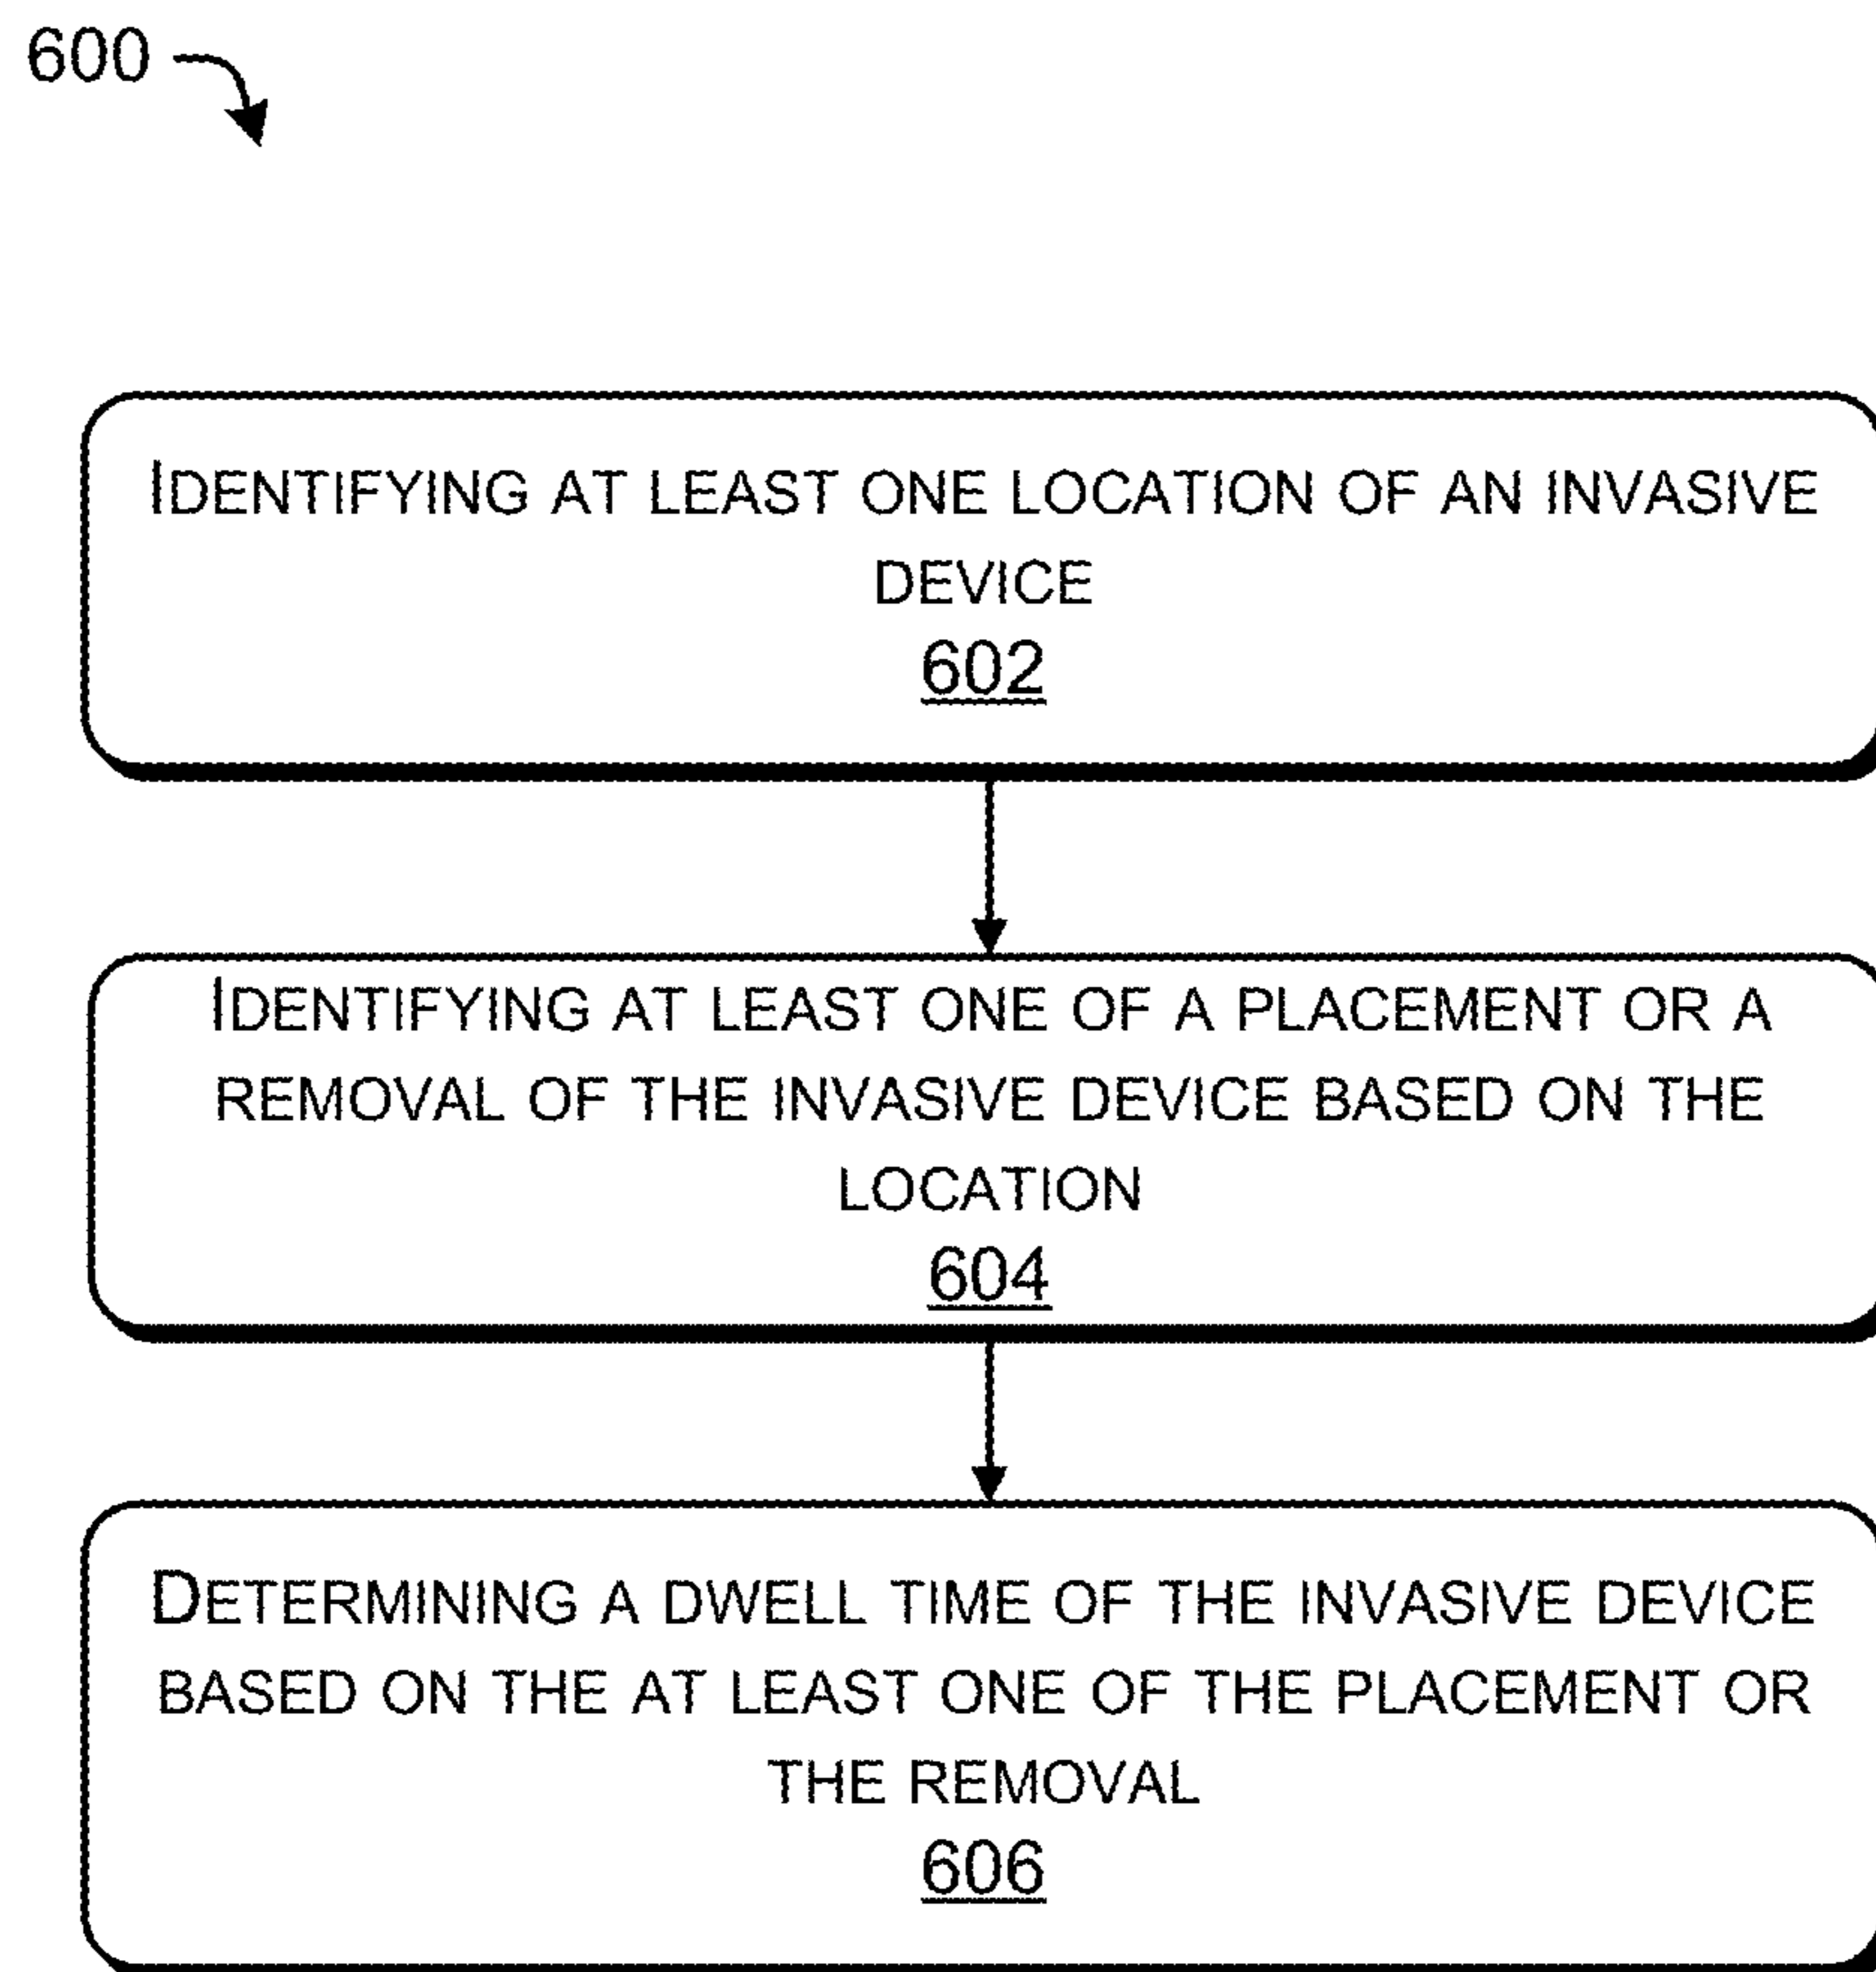 600
IDENTIFYING AT LEAST ONE LOCATION OF AN INVASIVE
DEVICE
602
IDENTIFYING AT LEAST ONE OF A PLACEMENT OR A
REMOVAL OF THE INVASIVE DEVICE BASED ON THE
LOCATION
604
DETERMINING A DWELL TIME OF THE INVASIVE DEVICE
BASED ON THE AT LEAST ONE OF THE PLACEMENT OR
THE REMOVAL
606